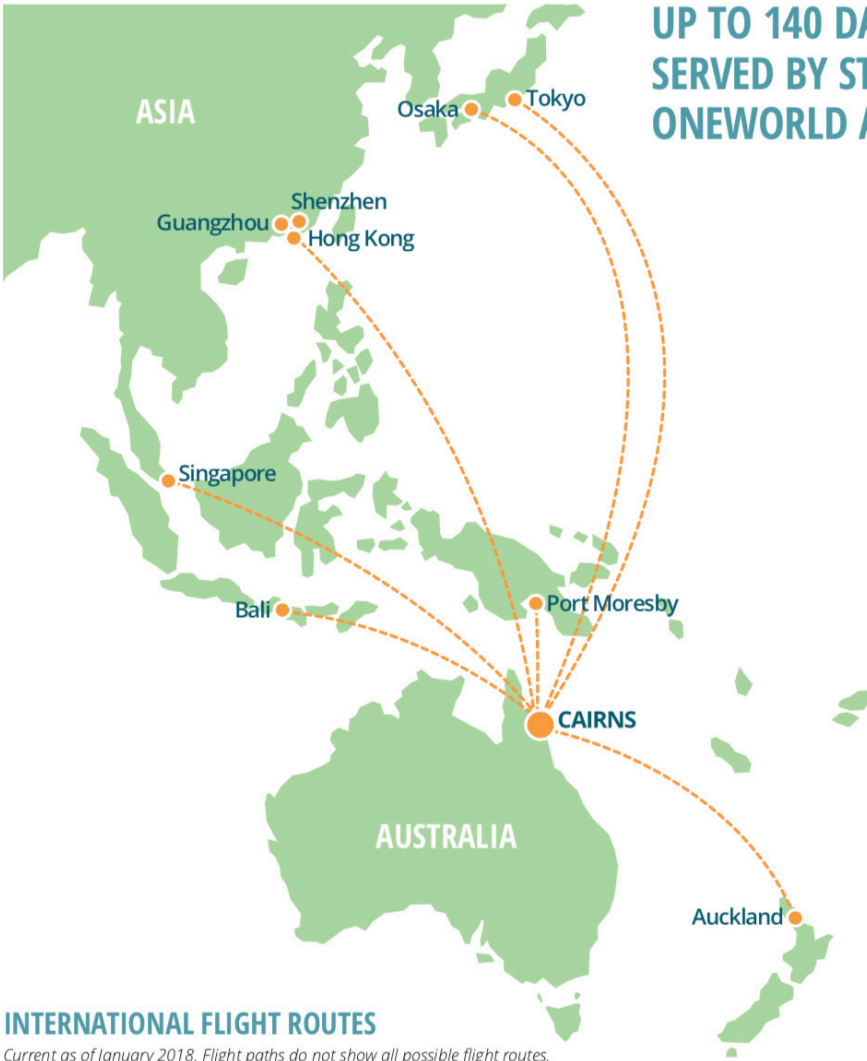 UP TO 140 DA
SERVED BY ST
ONEWORLD A
ASIA
Osaka
Tokyo
Shenzhen
Guangzhou
Hong Kong
Singapore
Bali
Port Moresby
CAIRNS
AUSTRALIA
Auckland
INTERNATIONAL FLIGHT ROUTES
Current as of January 2018. Flight paths do not show all possible flight routes.